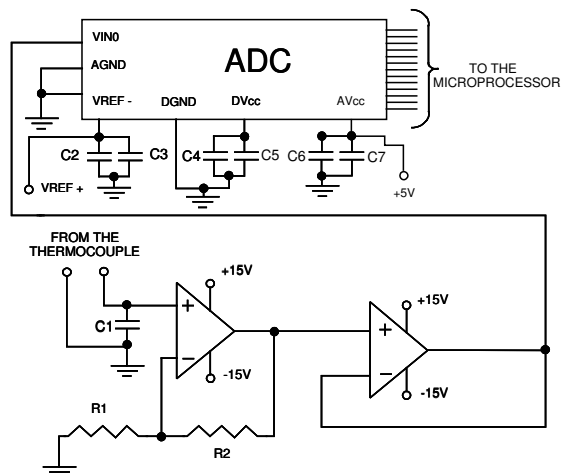 VIN0
AGND
ADC
VREF -
DGND
DVcc
AVcc
TO THE
MICROPROCESSOR
C2
C3
C4
C5
C6
C7
VREF +
+5V
FROM THE
THERMOCOUPLE
+15V
+
C1
-15V
−
+15V
+
−
-15V
R1
R2